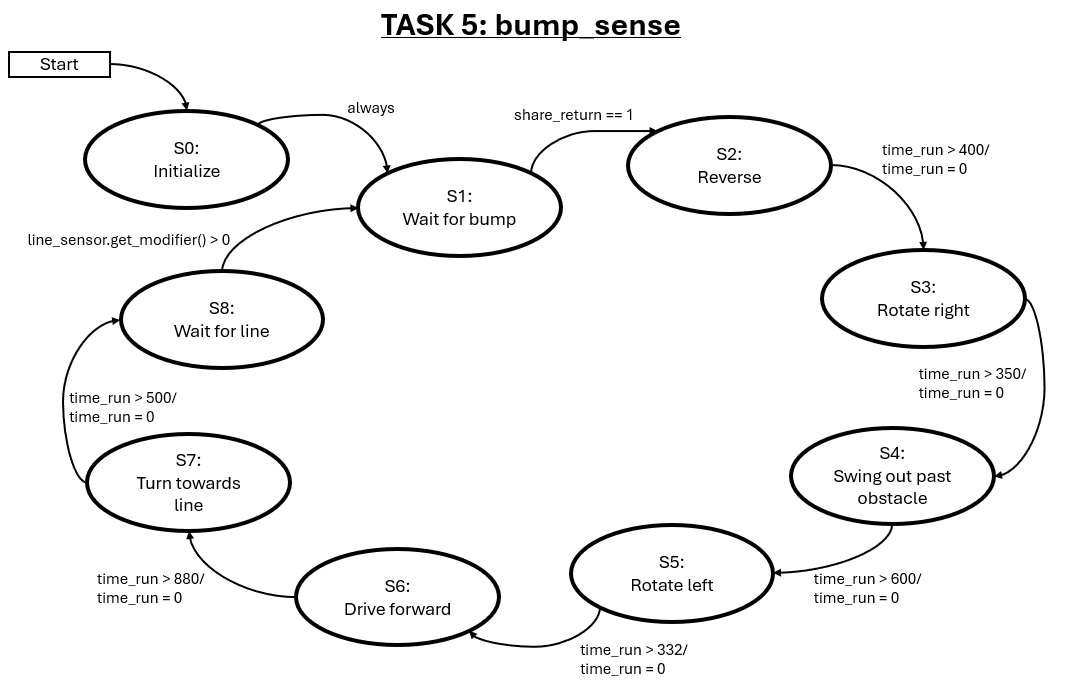 TASK 5: bump_sense
Start
S0:
Initialize
always
S1:
Wait for bump
share_return == 1
S2:
Reverse
time_run > 400/
time_run = 0
S3:
Rotate right
time_run > 350/
time_run = 0
S4:
Swing out past
obstacle
time_run > 600/
time_run = 0
S5:
Rotate left
time_run > 332/
time_run = 0
S6:
Drive forward
time_run > 880/
time_run = 0
S7:
Turn towards
line
time_run > 500/
time_run = 0
S8:
Wait for line
line_sensor.get_modifier() > 0